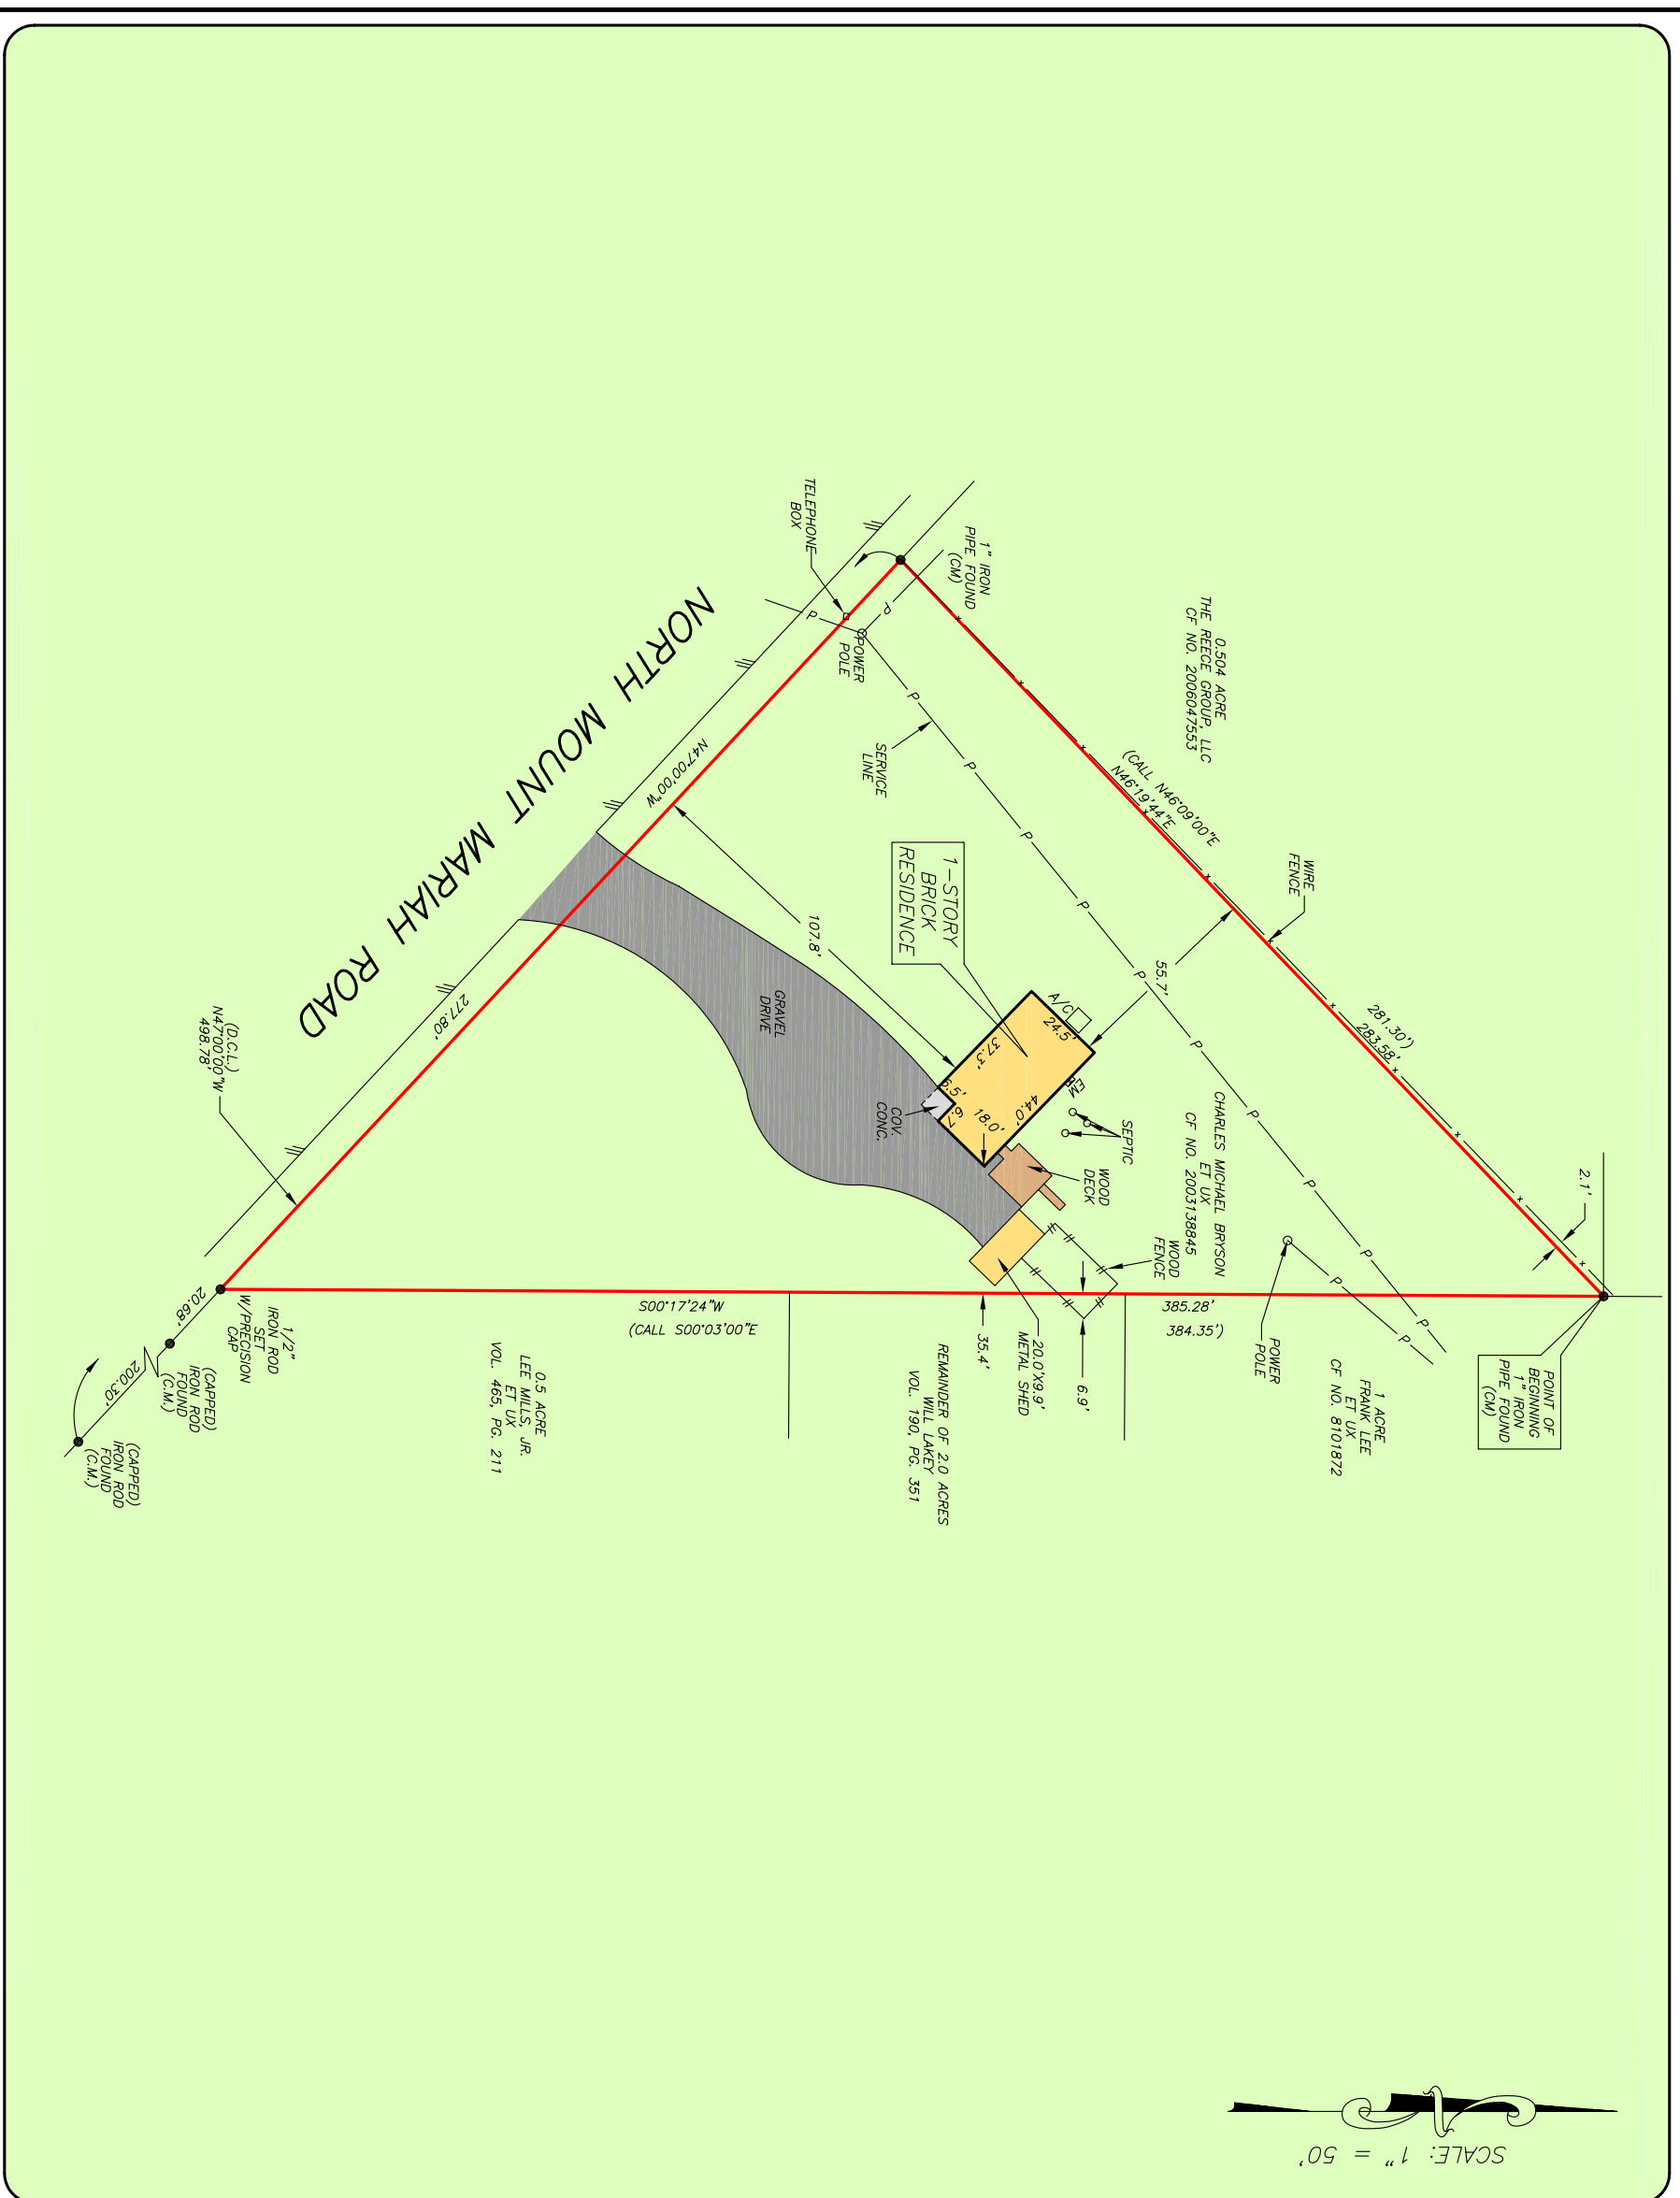 SCALE: 1" = 50'
POINT OF
BEGINNING
1" IRON
PIPE FOUND
(CM)
2.1'
1 ACRE
FRANK LEE
ET UX
CF NO. 8101872
POWER
POLE
281.30')
283.58'
WIRE
FENCE
(CALL N46°09'00"E
N46°19'44"E
0.504 ACRE
THE REECE GROUP, LLC
CF NO. 2006047553
CHARLES MICHAEL BRYSON
ET UX
CF NO. 2003138845
385.28'
384.35')
WOOD
FENCE
SEPTIC
WOOD
DECK
6.9'
20.0'X9.9'
METAL SHED
35.4'
REMAINDER OF 2.0 ACRES
WILL LAKEY
VOL. 190, PG. 351
55.7'
A/C
24.5'
EM
37.3'
44.0'
18.0'
6.5'
6.7'
COV.
CONC.
1-STORY
BRICK
RESIDENCE
107.8'
GRAVEL
DRIVE
SERVICE
LINE
P
P
P
P
P
P
P
P
P
P
P
P
P
P
1" IRON
PIPE FOUND
(CM)
POWER
POLE
TELEPHONE
BOX
N47°00'00"W
277.80'
NORTH MOUNT MARIAH ROAD
S00°17'24"W
(CALL S00°03'00"E
0.5 ACRE
LEE MILLS, JR.
ET UX
VOL. 465, PG. 211
(D.C.L.)
N47°00'00"W
498.78'
1/2"
IRON ROD
SET
W/PRECISION
CAP
20.68'
(CAPPED)
IRON ROD
FOUND
(C.M.)
200.30'
(CAPPED)
IRON ROD
FOUND
(C.M.)